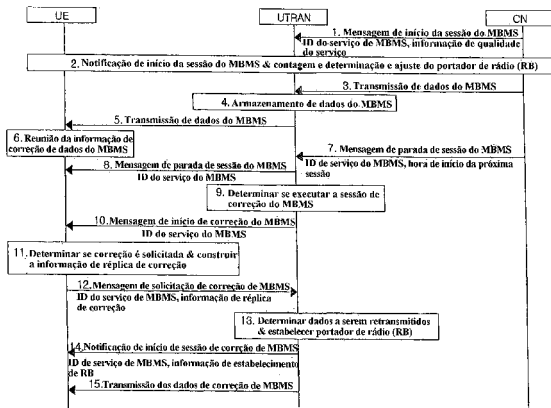 UE
UTRAN
CN
1. Mensagem de início da sessão do MBMS
ID do serviço de MBMS, informação de qualidade
do serviço
2. Notificação de início da sessão do MBMS & contagem e determinação e ajuste do portador de rádio (RB)
3. Transmissão de dados do MBMS
4. Armazenamento de dados do MBMS
5. Transmissão de dados do MBMS
6. Reunião da informação de
correção de dados do MBMS
7. Mensagem de parada de sessão do MBMS
ID de serviço do MBMS, hora de início da próxima
sessão
8. Mensagem de parada de sessão do MBMS
ID do serviço do MBMS
9. Determinar se executar a sessão de
correção do MBMS
10. Mensagem de início de correção do MBMS
ID do serviço do MBMS
11. Determinar se correção é solicitada & construir
a informação de réplica de correção
12. Mensagem de solicitação de correção de MBMS
ID do serviço de MBMS, informação de réplica
de correção
13. Determinar dados a serem retransmitidos
& estabelecer portador de rádio (RB)
14. Notificação de início de sessão de correção de MBMS
ID de serviço de MBMS, informação de estabelecimento
de RB
15. Transmissão dos dados de correção de MBMS